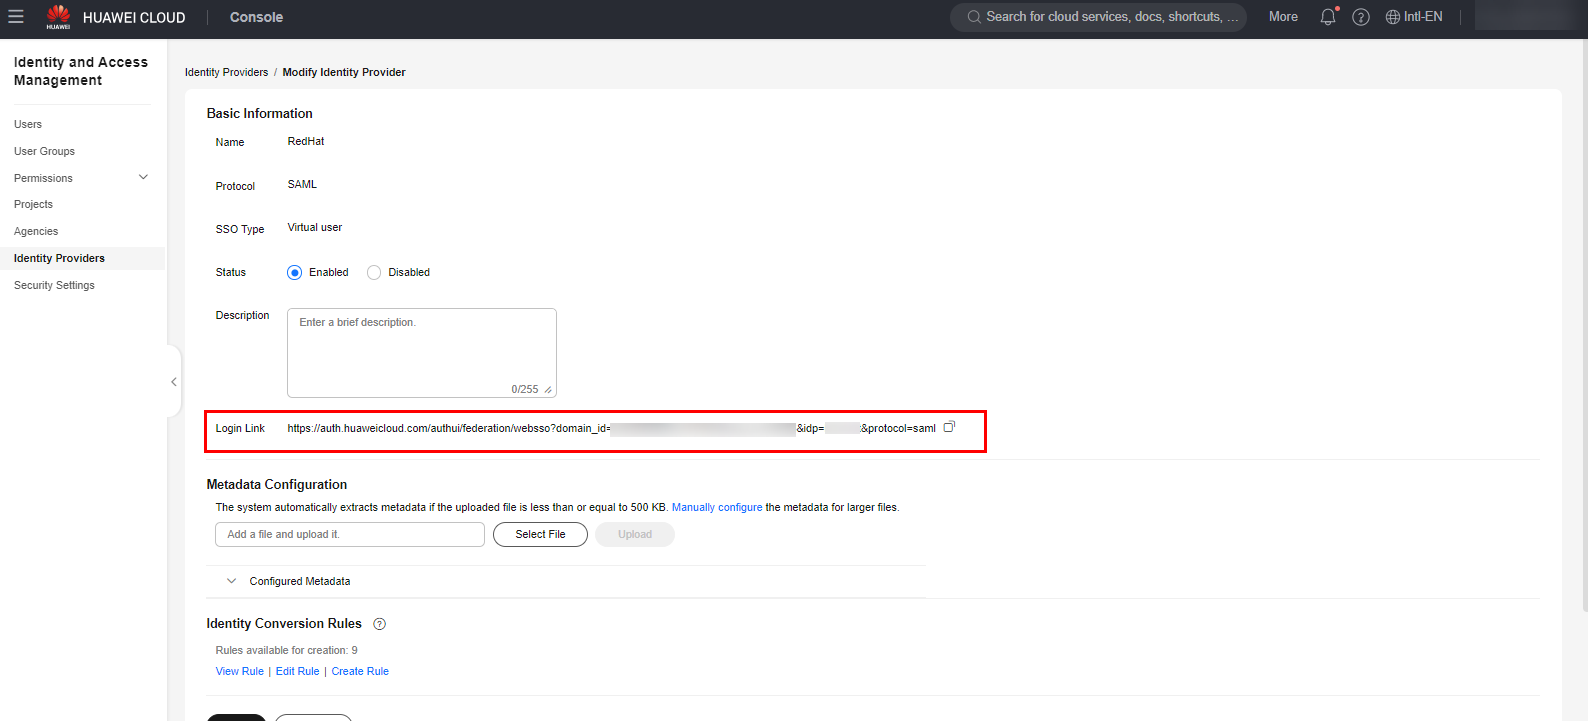 HUAWEI
HUAWEI CLOUD
Console
Search for cloud services, docs, shortcuts, ...
More
Intl-EN
Identity and Access
Management
Users
User Groups
Permissions
Projects
Agencies
Identity Providers
Security Settings
Identity Providers / Modify Identity Provider
Basic Information
Name RedHat
Protocol SAML
SSO Type Virtual user
Status Enabled Disabled
Description Enter a brief description.
0/255
Login Link https://auth.huaweicloud.com/authui/federation/websso?domain_id= &idp= &protocol=saml
Metadata Configuration
The system automatically extracts metadata if the uploaded file is less than or equal to 500 KB. Manually configure the metadata for larger files.
Add a file and upload it. Select File Upload
Configured Metadata
Identity Conversion Rules ?
Rules available for creation: 9
View Rule | Edit Rule | Create Rule